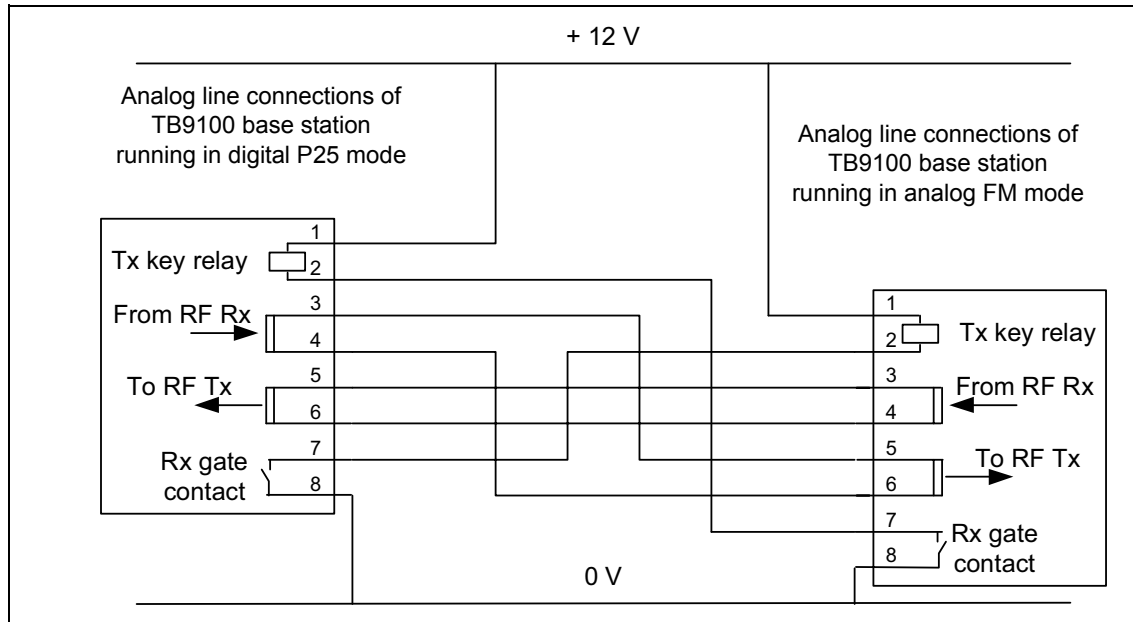 + 12 V
Analog line connections of
TB9100 base station
running in digital P25 mode
Analog line connections of
TB9100 base station
running in analog FM mode
1
Tx key relay
2
From RF Rx
3
4
To RF Tx
5
6
Rx gate
contact
7
8
1
2
Tx key relay
3
From RF Rx
4
5
To RF Tx
6
7
Rx gate
contact
8
0 V